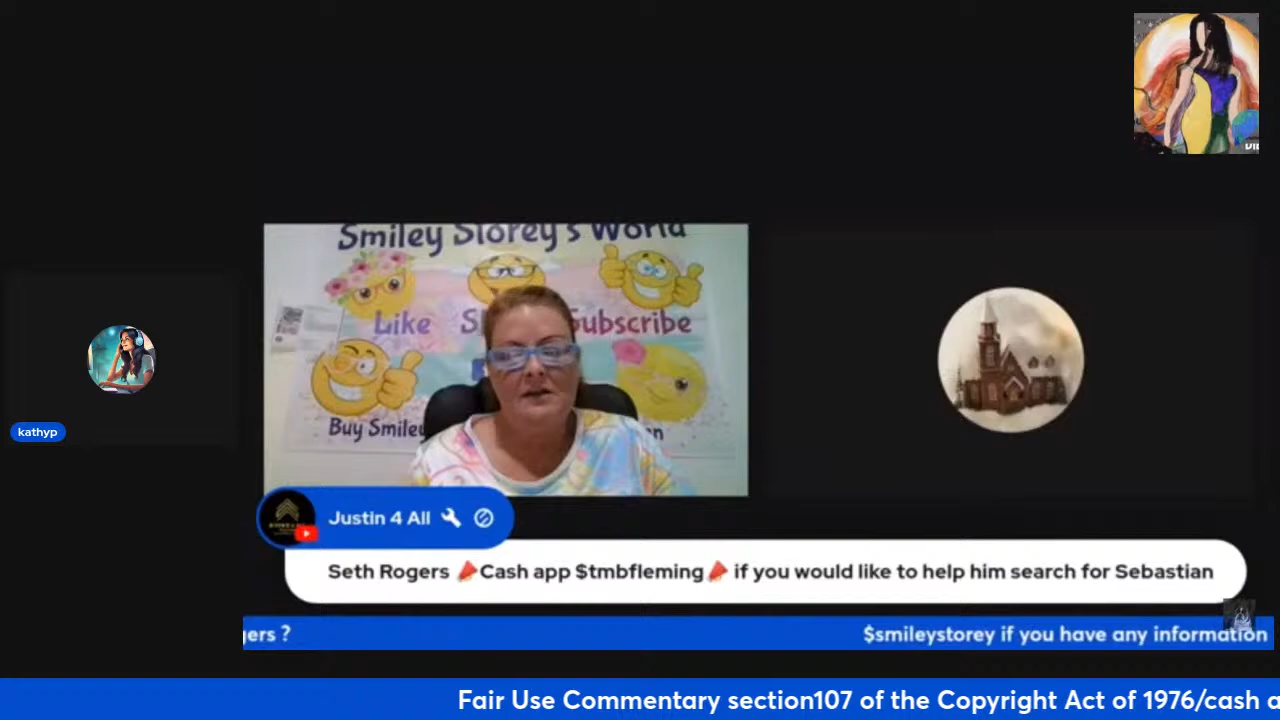 Smiley Storey's World
Like
Subscribe
Buy Smiley
kathyp
Justin 4 All
Seth Rogers 📣Cash app $tmbfleming📣 if you would like to help him search for Sebastian
gers ?
$smileystorey if you have any information
Fair Use Commentary section107 of the Copyright Act of 1976/cash